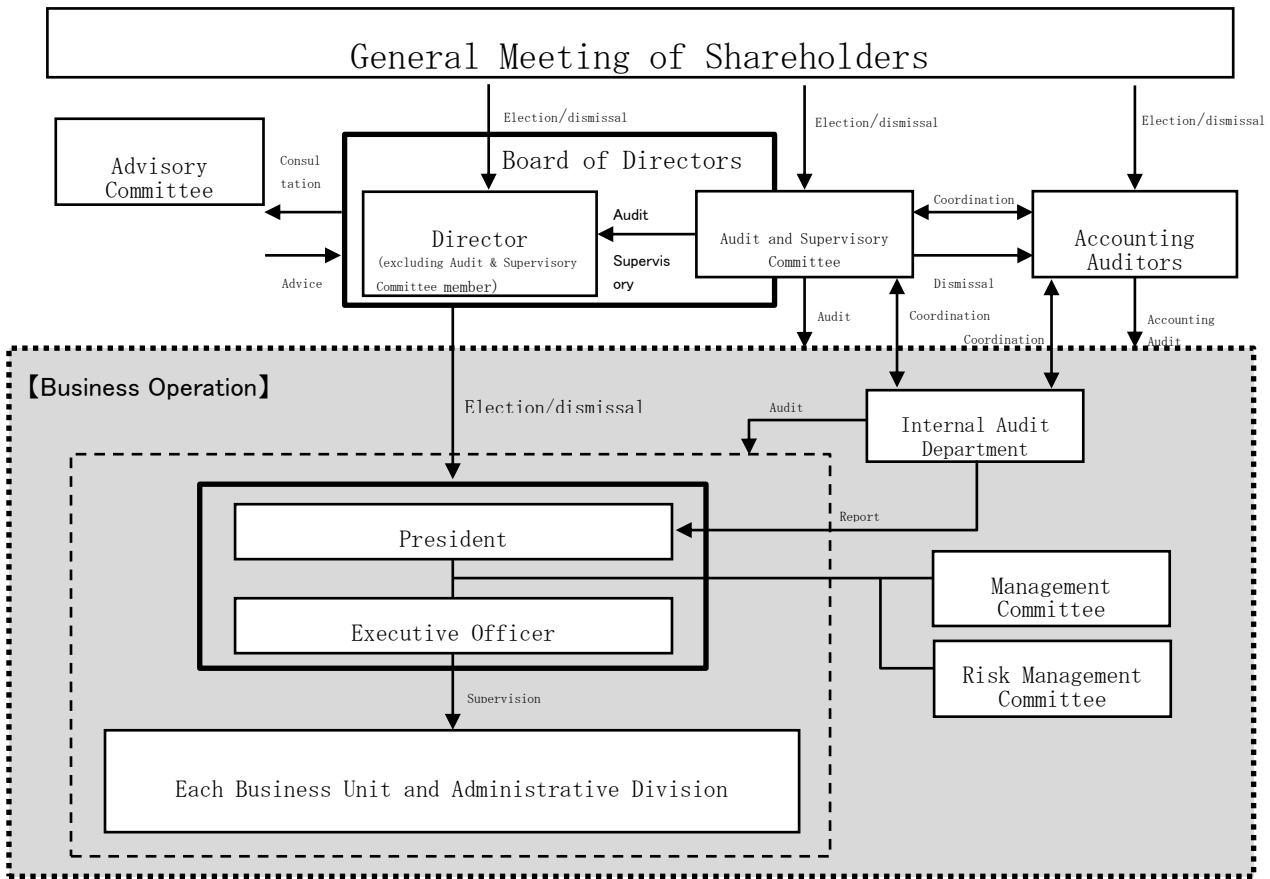 General Meeting of Shareholders
Election/dismissal
Election/dismissal
Election/dismissal
Advisory
Committee
Consul
tation
Advice
Board of Directors
Director
(excluding Audit & Supervisory
Committee member)
Audit
Supervis
ory
Audit and Supervisory
Committee
Coordination
Dismissal
Accounting
Auditors
Audit
Coordination
Coordination
Accounting
Audit
【Business Operation】
Election/dismissal
Audit
Internal Audit
Department
Report
President
Executive Officer
Management
Committee
Risk Management
Committee
Supervision
Each Business Unit and Administrative Division